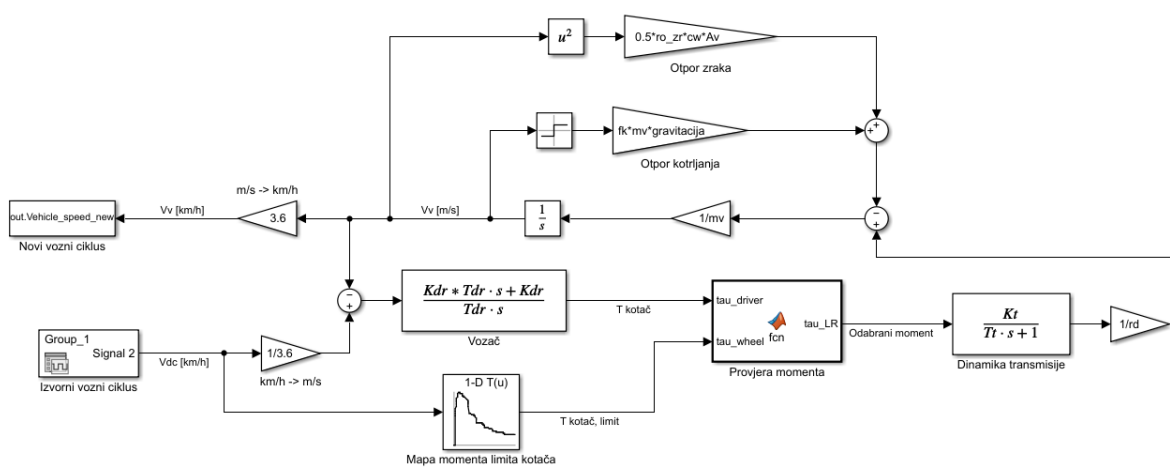 u²
0.5*ro_zr*cw*Av
Otpor zraka
fk*mv*gravitacija
Otpor kotrljanja
+
+
m/s -> km/h
out.Vehicle_speed_new
Vv [km/h]
3.6
Vv [m/s]
1
s
1/mv
−
+
Novi vozni ciklus
−
+
Kdr * Tdr · s + Kdr
Tdr · s
Vozač
T kotač
tau_driver
tau_wheel
fcn
tau_LR
Provjera momenta
Odabrani moment
Kt
Tt · s + 1
Dinamika transmisije
1/rd
Group_1
Signal 2
Izvorni vozni ciklus
Vdc [km/h]
1/3.6
km/h -> m/s
1-D T(u)
T kotač, limit
Mapa momenta limita kotača